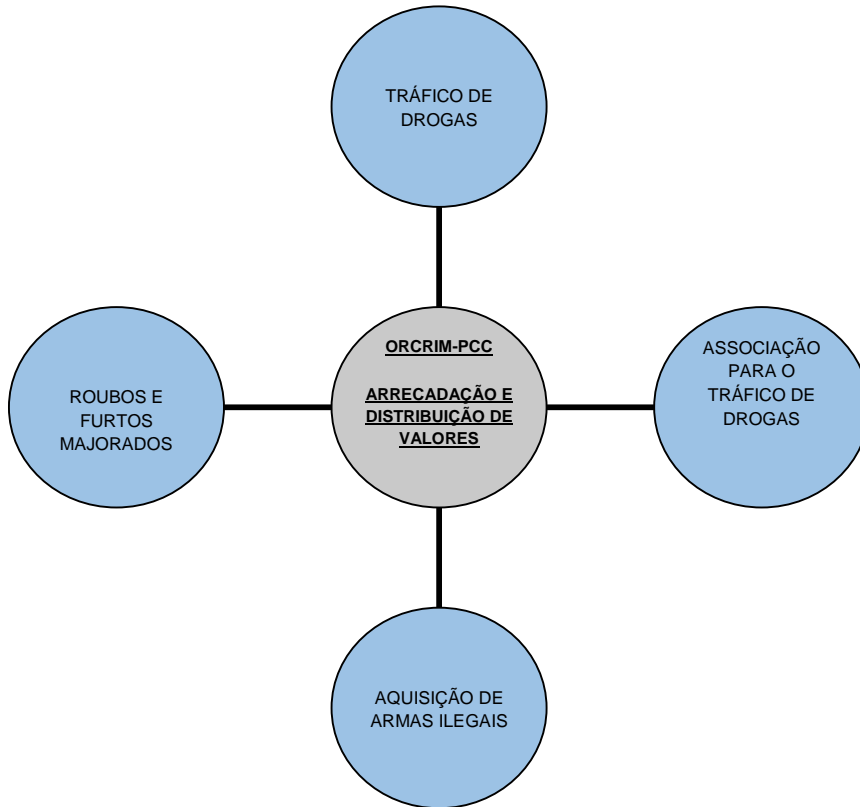 TRÁFICO DE
DROGAS
ORCRIM-PCC
ARRECADAÇÃO E
DISTRIBUIÇÃO DE
VALORES
ASSOCIAÇÃO
PARA O
TRÁFICO DE
DROGAS
ROUBOS E
FURTOS
MAJORADOS
AQUISIÇÃO DE
ARMAS ILEGAIS